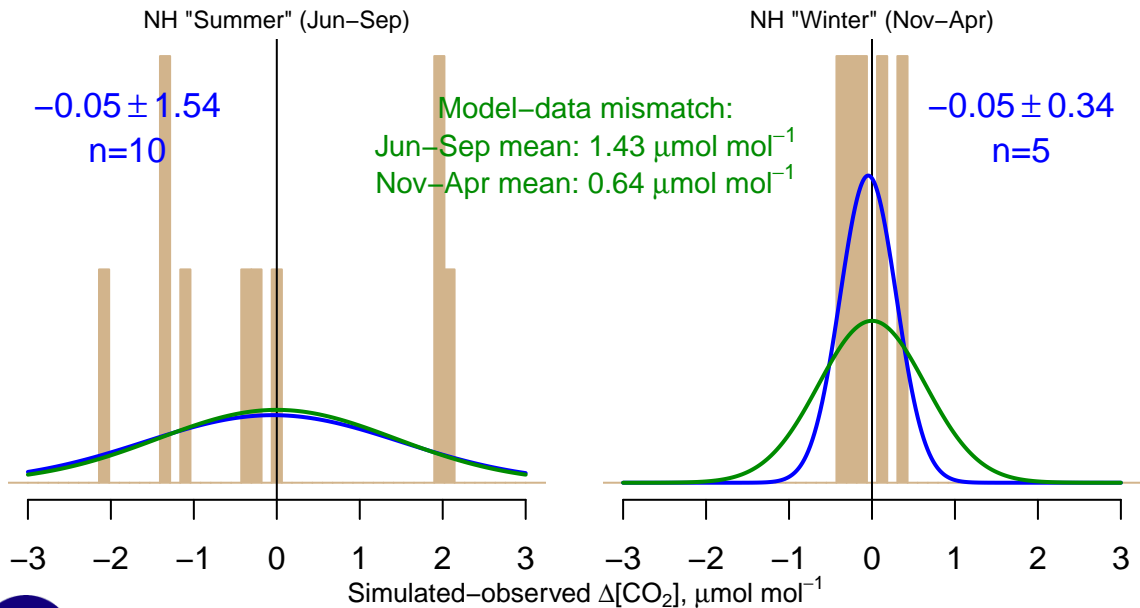 NH "Summer" (Jun−Sep)
NH "Winter" (Nov−Apr)
−0.05 ± 1.54
n=10
Model−data mismatch:
Jun−Sep mean: 1.43 μmol mol⁻¹
Nov−Apr mean: 0.64 μmol mol⁻¹
−0.05 ± 0.34
n=5
−3 −2 −1 0 1 2 3
−3 −2 −1 0 1 2 3
Simulated−observed Δ[CO₂], μmol mol⁻¹